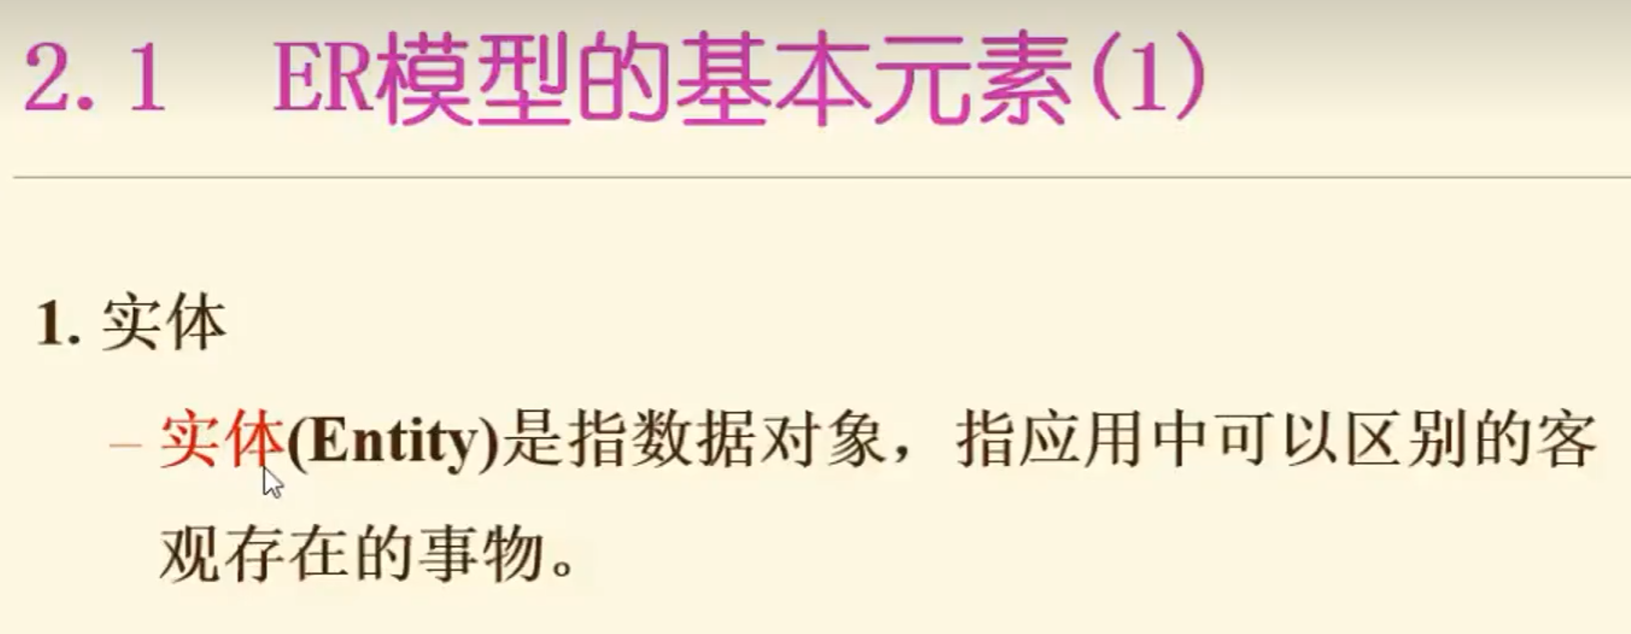 2.1 ER模型的基本元素(1)
1. 实体
– 实体(Entity)是指数据对象，指应用中可以区别的客
观存在的事物。